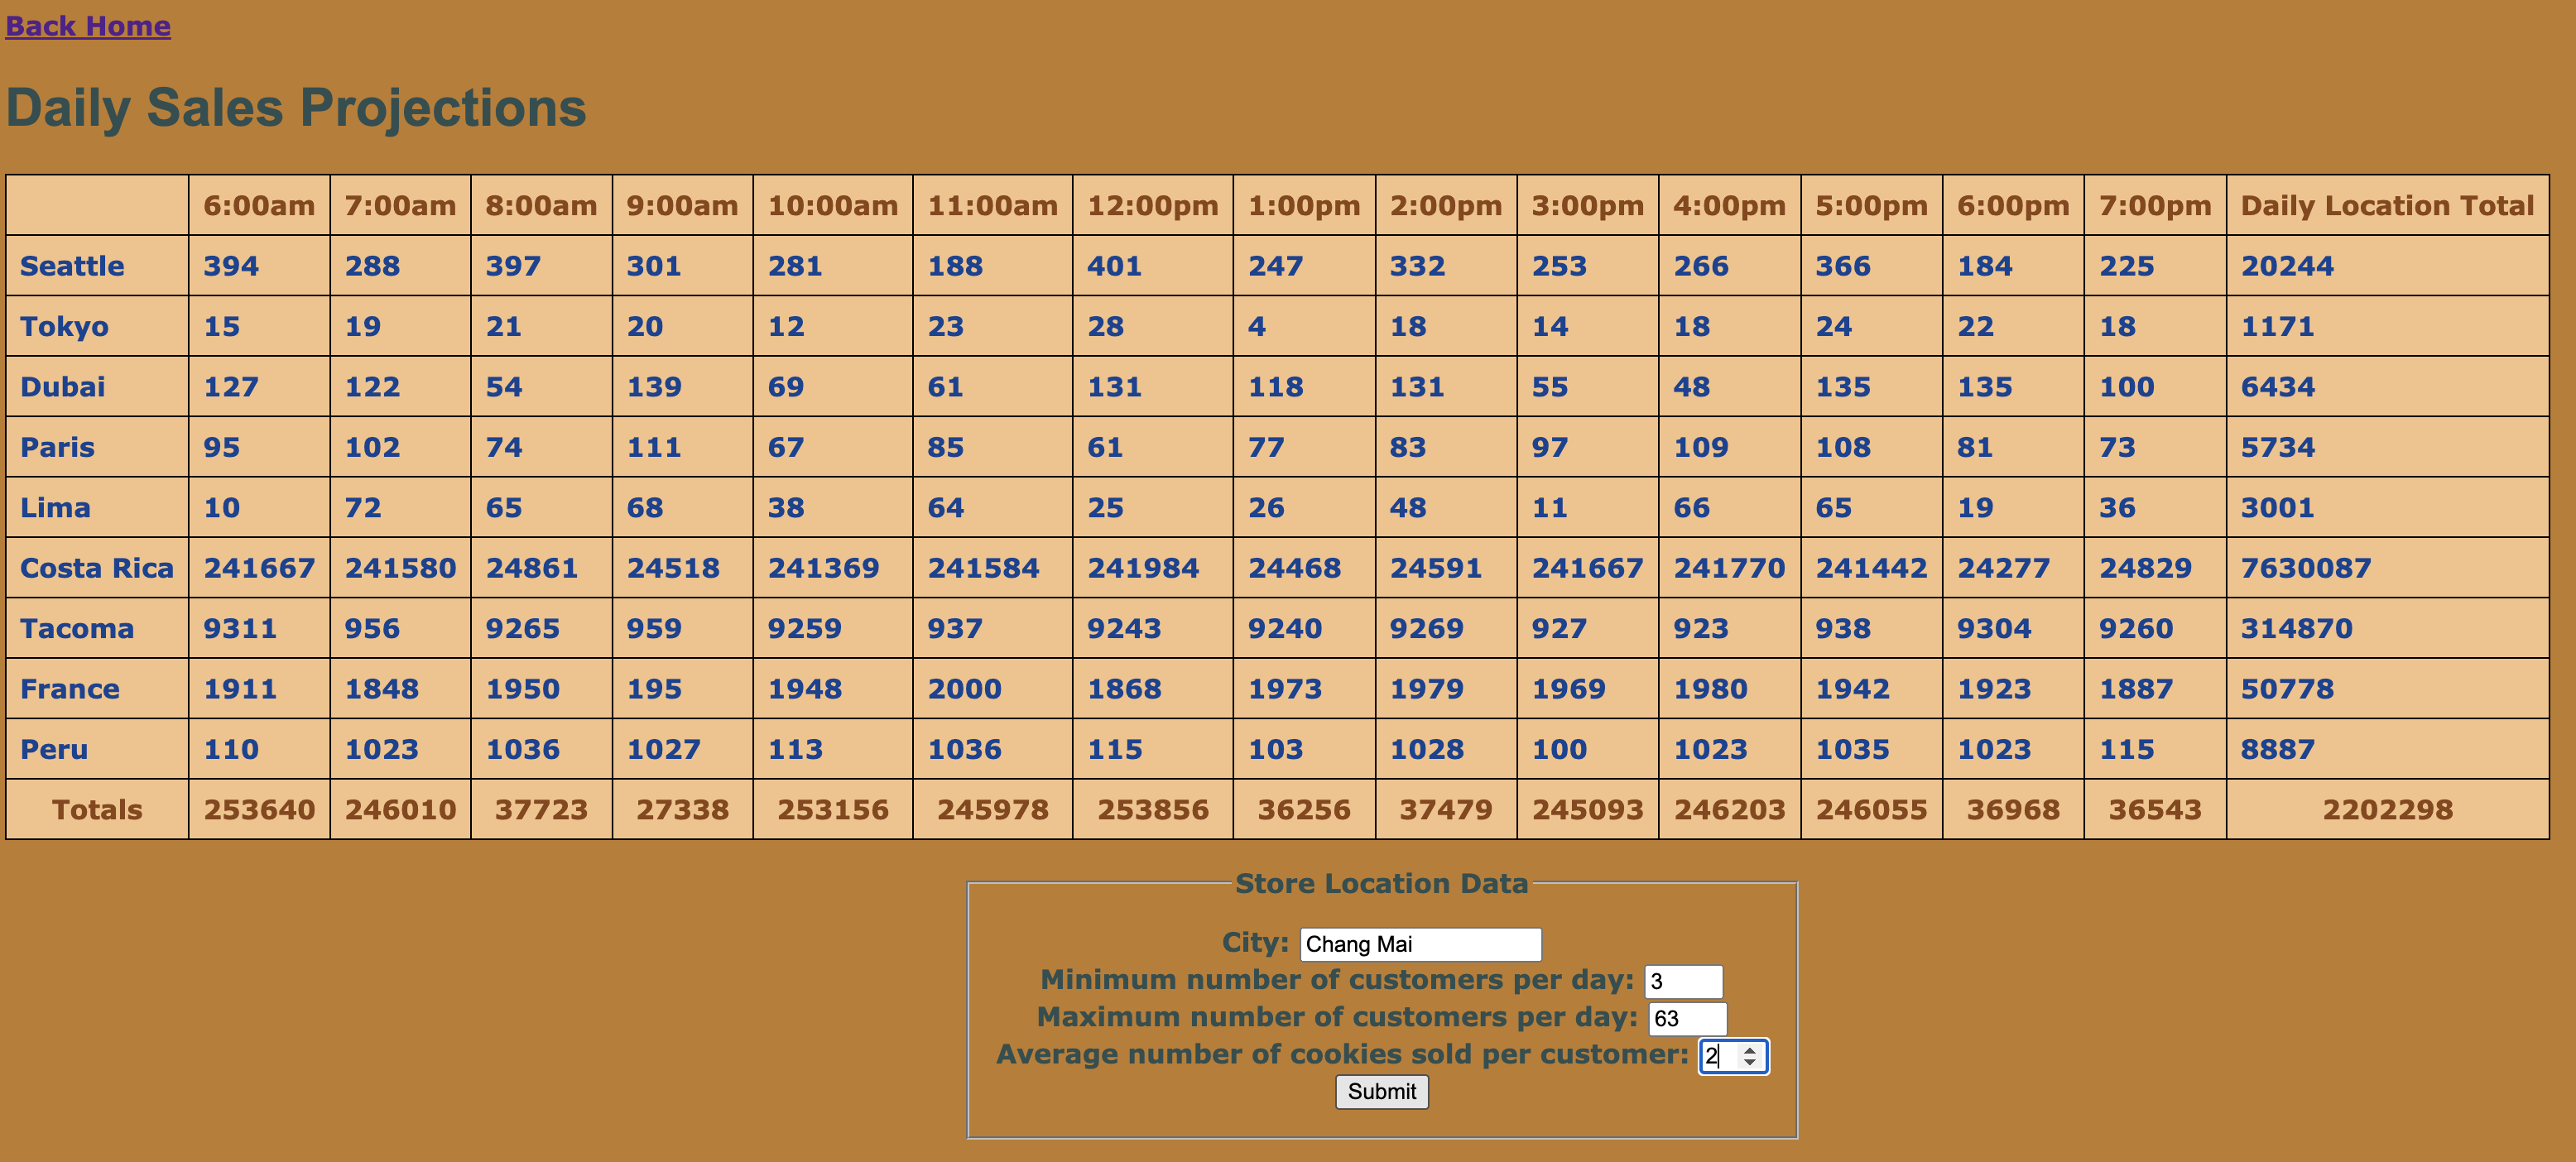 Back Home
Daily Sales Projections
6:00am 7:00am 8:00am 9:00am 10:00am 11:00am 12:00pm 1:00pm 2:00pm 3:00pm 4:00pm 5:00pm 6:00pm 7:00pm Daily Location Total
Seattle 394 288 397 301 281 188 401 247 332 253 266 366 184 225 20244
Tokyo 15 19 21 20 12 23 28 4 18 14 18 24 22 18 1171
Dubai 127 122 54 139 69 61 131 118 131 55 48 135 135 100 6434
Paris 95 102 74 111 67 85 61 77 83 97 109 108 81 73 5734
Lima 10 72 65 68 38 64 25 26 48 11 66 65 19 36 3001
Costa Rica 241667 241580 24861 24518 241369 241584 241984 24468 24591 241667 241770 241442 24277 24829 7630087
Tacoma 9311 956 9265 959 9259 937 9243 9240 9269 927 923 938 9304 9260 314870
France 1911 1848 1950 195 1948 2000 1868 1973 1979 1969 1980 1942 1923 1887 50778
Peru 110 1023 1036 1027 113 1036 115 103 1028 100 1023 1035 1023 115 8887
Totals 253640 246010 37723 27338 253156 245978 253856 36256 37479 245093 246203 246055 36968 36543 2202298
Store Location Data
City: Chang Mai
Minimum number of customers per day: 3
Maximum number of customers per day: 63
Average number of cookies sold per customer: 2
Submit